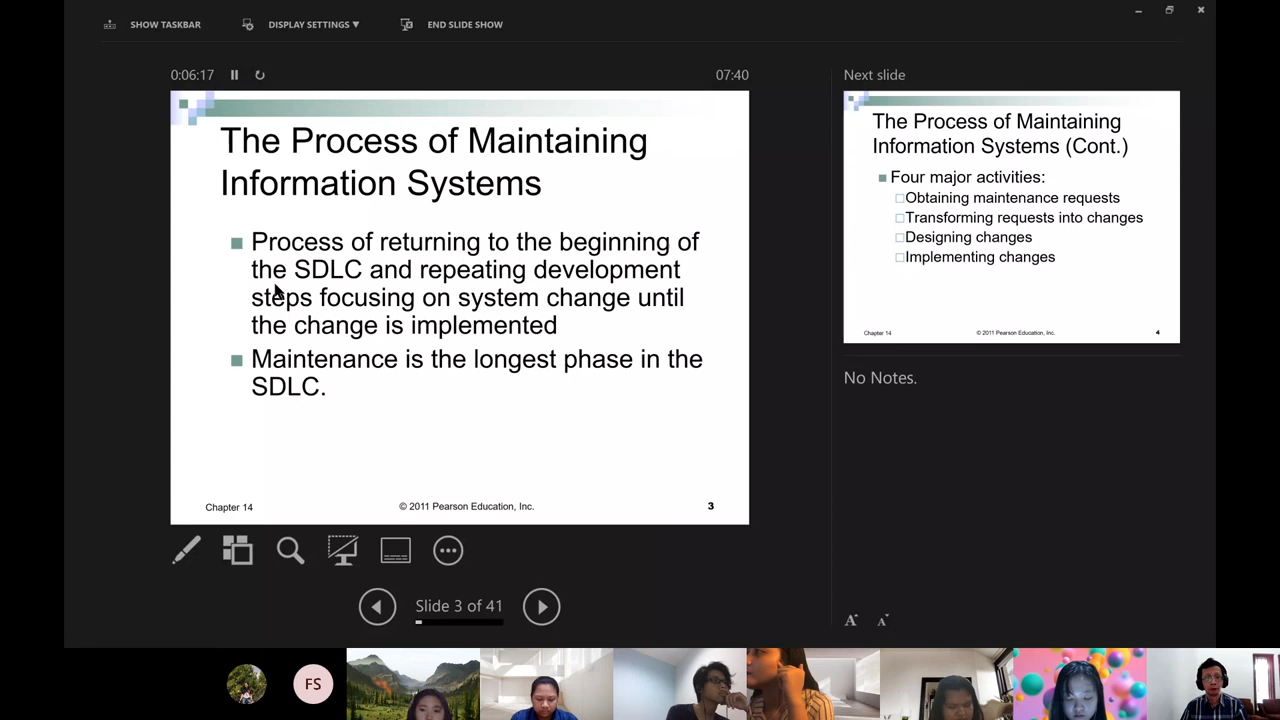 SHOW TASKBAR
DISPLAY SETTINGS ▼
END SLIDE SHOW
0:06:17
07:40
The Process of Maintaining
Information Systems
Process of returning to the beginning of
the SDLC and repeating development
steps focusing on system change until
the change is implemented
Maintenance is the longest phase in the
SDLC.
Chapter 14
© 2011 Pearson Education, Inc.
3
Slide 3 of 41
Next slide
The Process of Maintaining
Information Systems (Cont.)
Four major activities:
Obtaining maintenance requests
Transforming requests into changes
Designing changes
Implementing changes
Chapter 14
© 2011 Pearson Education, Inc.
4
No Notes.
A A
FS